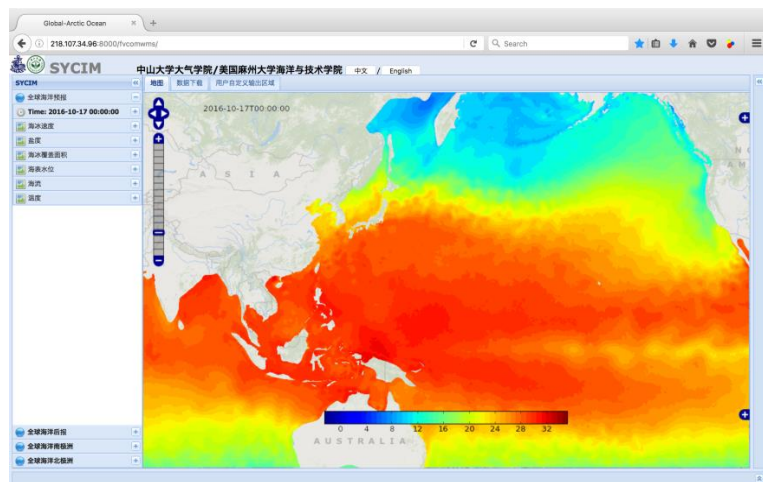 Global-Arctic Ocean
218.107.34.96:8000/fvcomwms/
Search
SYCIM
中山大学大气学院/美国麻州大学海洋与技术学院 中文 / English
SYCIM
地图 数据下载 用户自定义输出区域
全球海洋预报
Time: 2016-10-17 00:00:00
海冰速度
盐度
海冰覆盖面积
海表水位
海流
温度
2016-10-17T00:00:00
ASIA
N
AM
0 4 8 12 16 20 24 28 32
AUSTRALIA
全球海洋后报
全球海洋南极洲
全球海洋北极洲